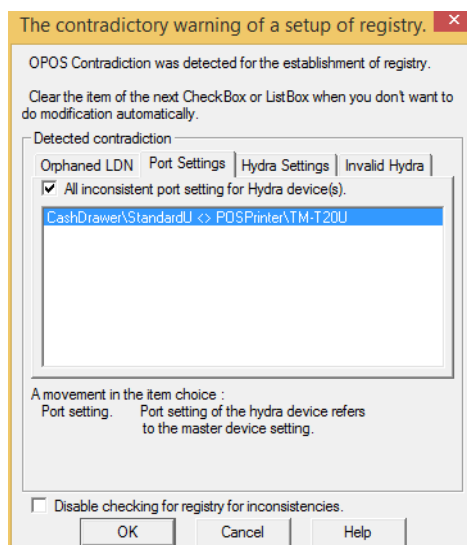 The contradictory warning of a setup of registry.
OPOS Contradiction was detected for the establishment of registry.
Clear the item of the next CheckBox or ListBox when you don't want to
do modification automatically.
Detected contradiction
Orphaned LDN Port Settings Hydra Settings Invalid Hydra
All inconsistent port setting for Hydra device(s).
CashDrawer\StandardU <> POSPrinter\TM-T20U
A movement in the item choice :
Port setting. Port setting of the hydra device refers
to the master device setting.
Disable checking for registry for inconsistencies.
OK Cancel Help